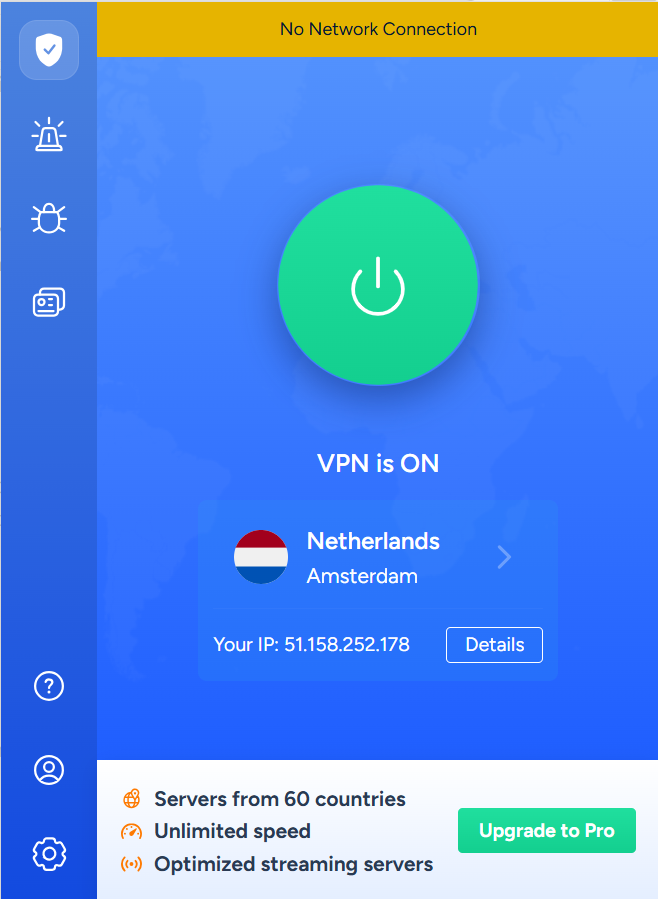 No Network Connection
VPN is ON
Netherlands
Amsterdam
Your IP: 51.158.252.178
Details
Servers from 60 countries
Unlimited speed
Optimized streaming servers
Upgrade to Pro